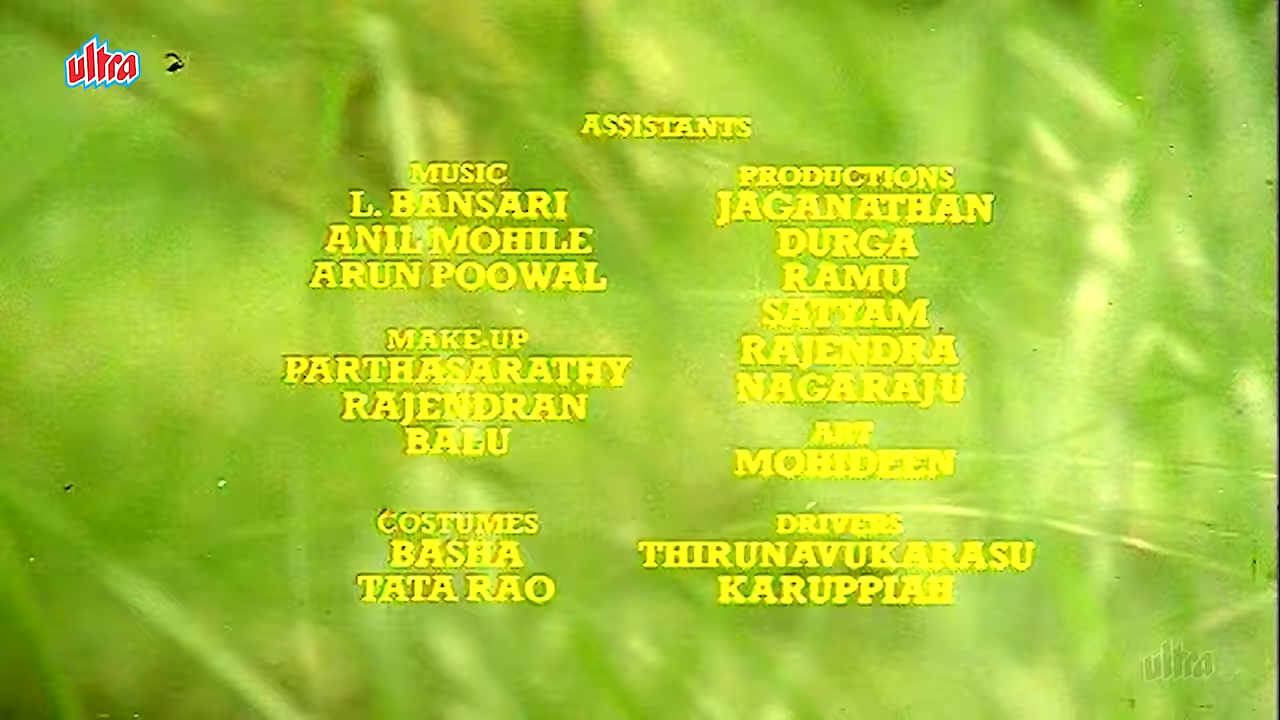 ultra
ASSISTANTS
MUSIC
L. BANSARI
ANIL MOHILE
ARUN POOWAL
MAKE-UP
PARTHASARATHY
RAJENDRAN
BALU
COSTUMES
BASHA
TATA RAO
PRODUCTIONS
JAGANATHAN
DURGA
RAMU
SATYAM
RAJENDRA
NAGARAJU
ART
MOHIDEEN
DRIVERS
THIRUNAVUKARASU
KARUPPIAH
ultra